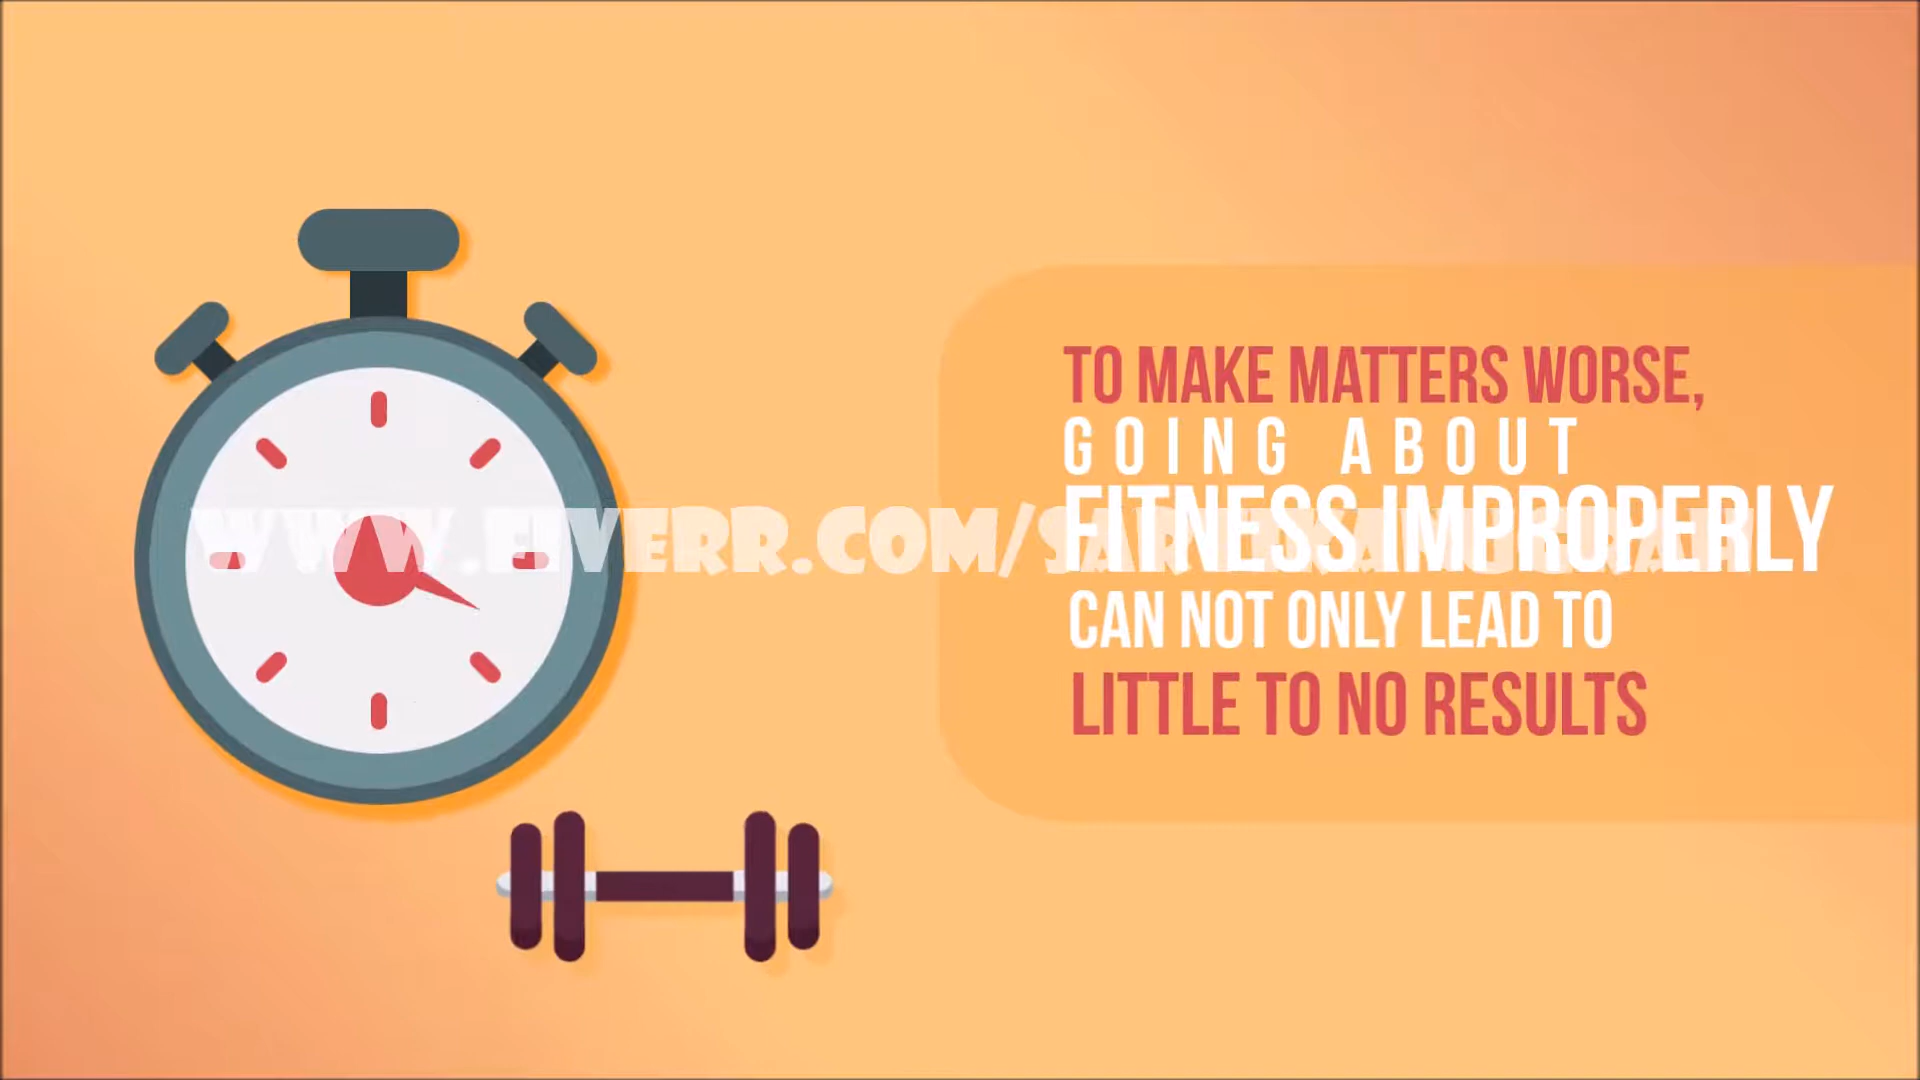 TO MAKE MATTERS WORSE,
GOING ABOUT
FITNESS IMPROPERLY
CAN NOT ONLY LEAD TO
LITTLE TO NO RESULTS